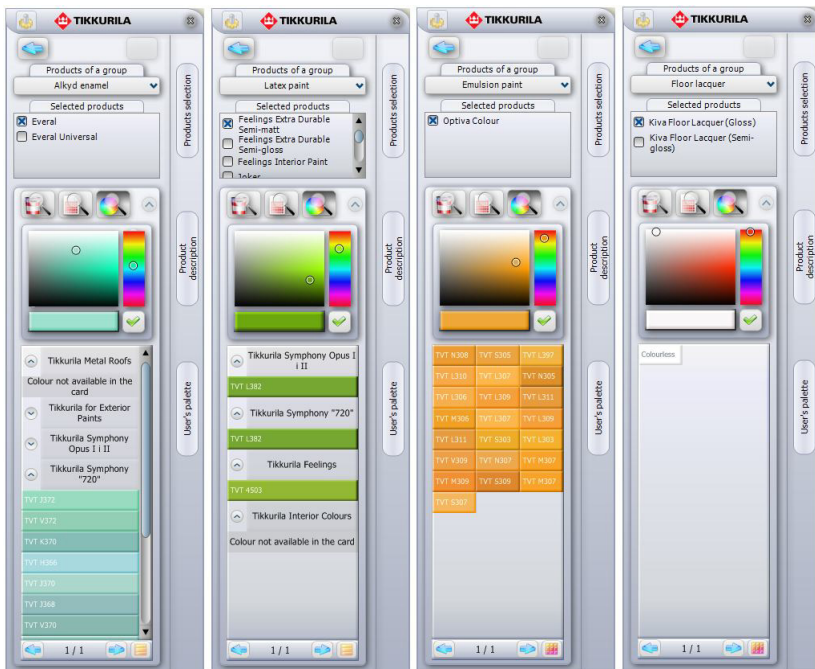 TIKKURILA
Products of a group
Alkyd enamel
Selected products
Everal
Everal Universal
Products selection
Product
description
User's palette
Tikkurila Metal Roofs
Colour not available in the
card
Tikkurila for Exterior
Paints
Tikkurila Symphony
Opus I i II
Tikkurila Symphony
"720"
TVT J372
TVT V372
TVT K370
TVT M366
TVT J370
TVT J368
TVT V370
1 / 1
TIKKURILA
Products of a group
Latex paint
Selected products
Feelings Extra Durable
Semi-matt
Feelings Extra Durable
Semi-gloss
Feelings Interior Paint
Joker
Products selection
Product
description
User's palette
Tikkurila Symphony Opus I
i II
TVT L382
Tikkurila Symphony "720"
TVT L382
Tikkurila Feelings
TVT 4503
Tikkurila Interior Colours
Colour not available in the card
1 / 1
TIKKURILA
Products of a group
Emulsion paint
Selected products
Optiva Colour
Products selection
Product
description
User's palette
TVT N308 TVT S305 TVT L397
TVT L310 TVT L307 TVT N305
TVT L306 TVT L309 TVT L311
TVT M306 TVT L307 TVT L309
TVT L311 TVT S303 TVT L303
TVT V309 TVT N307 TVT M307
TVT M309 TVT S309 TVT M307
TVT S307
1 / 1
TIKKURILA
Products of a group
Floor lacquer
Selected products
Kiva Floor Lacquer (Gloss)
Kiva Floor Lacquer (Semi-
gloss)
Products selection
Product
description
User's palette
Colourless
1 / 1